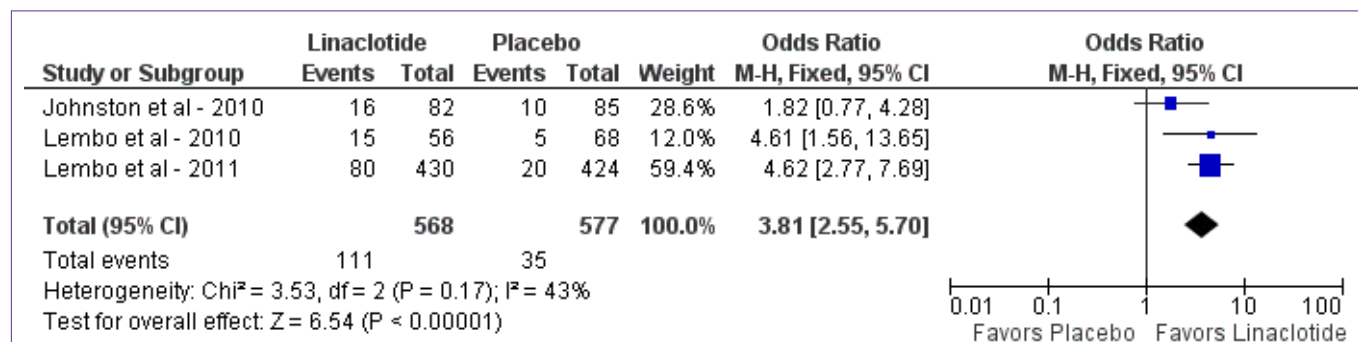 Linaclotide Placebo Odds Ratio Odds Ratio
Study or Subgroup Events Total Events Total Weight M-H, Fixed, 95% CI M-H, Fixed, 95% CI
Johnston et al - 2010 16 82 10 85 28.6% 1.82 [0.77, 4.28]
Lembo et al - 2010 15 56 5 68 12.0% 4.61 [1.56, 13.65]
Lembo et al - 2011 80 430 20 424 59.4% 4.62 [2.77, 7.69]
Total (95% CI) 568 577 100.0% 3.81 [2.55, 5.70]
Total events 111 35
Heterogeneity: Chi² = 3.53, df = 2 (P = 0.17); I² = 43%
Test for overall effect: Z = 6.54 (P < 0.00001)
0.01 0.1 1 10 100
Favors Placebo Favors Linaclotide